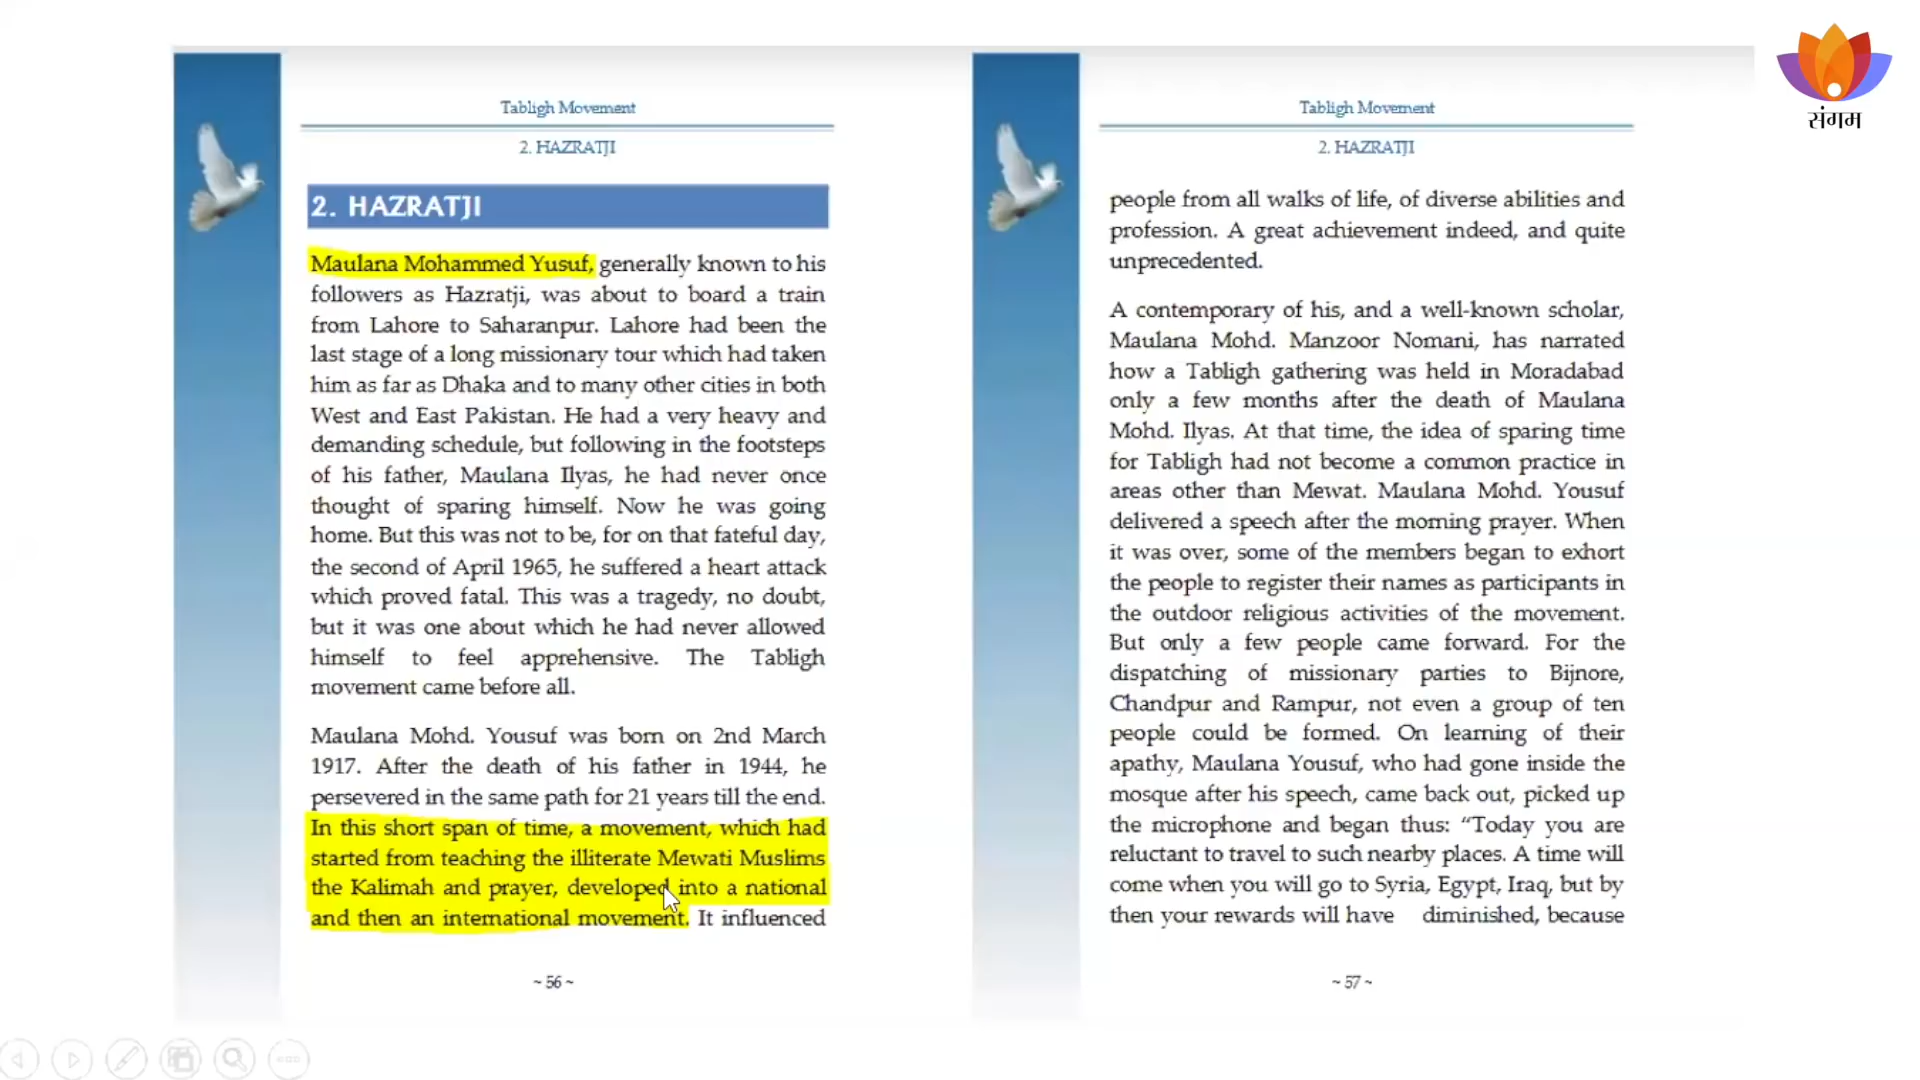 Tabligh Movement
2. HAZRATJI
2. HAZRATJI
Maulana Mohammed Yusuf, generally known to his
followers as Hazratji, was about to board a train
from Lahore to Saharanpur. Lahore had been the
last stage of a long missionary tour which had taken
him as far as Dhaka and to many other cities in both
West and East Pakistan. He had a very heavy and
demanding schedule, but following in the footsteps
of his father, Maulana Ilyas, he had never once
thought of sparing himself. Now he was going
home. But this was not to be, for on that fateful day,
the second of April 1965, he suffered a heart attack
which proved fatal. This was a tragedy, no doubt,
but it was one about which he had never allowed
himself to feel apprehensive. The Tabligh
movement came before all.
Maulana Mohd. Yousuf was born on 2nd March
1917. After the death of his father in 1944, he
persevered in the same path for 21 years till the end.
In this short span of time, a movement, which had
started from teaching the illiterate Mewati Muslims
the Kalimah and prayer, developed into a national
and then an international movement. It influenced
~ 56 ~
Tabligh Movement
2. HAZRATJI
people from all walks of life, of diverse abilities and
profession. A great achievement indeed, and quite
unprecedented.
A contemporary of his, and a well-known scholar,
Maulana Mohd. Manzoor Nomani, has narrated
how a Tabligh gathering was held in Moradabad
only a few months after the death of Maulana
Mohd. Ilyas. At that time, the idea of sparing time
for Tabligh had not become a common practice in
areas other than Mewat. Maulana Mohd. Yousuf
delivered a speech after the morning prayer. When
it was over, some of the members began to exhort
the people to register their names as participants in
the outdoor religious activities of the movement.
But only a few people came forward. For the
dispatching of missionary parties to Bijnore,
Chandpur and Rampur, not even a group of ten
people could be formed. On learning of their
apathy, Maulana Yousuf, who had gone inside the
mosque after his speech, came back out, picked up
the microphone and began thus: “Today you are
reluctant to travel to such nearby places. A time will
come when you will go to Syria, Egypt, Iraq, but by
then your rewards will have diminished, because
~ 57 ~
संगम